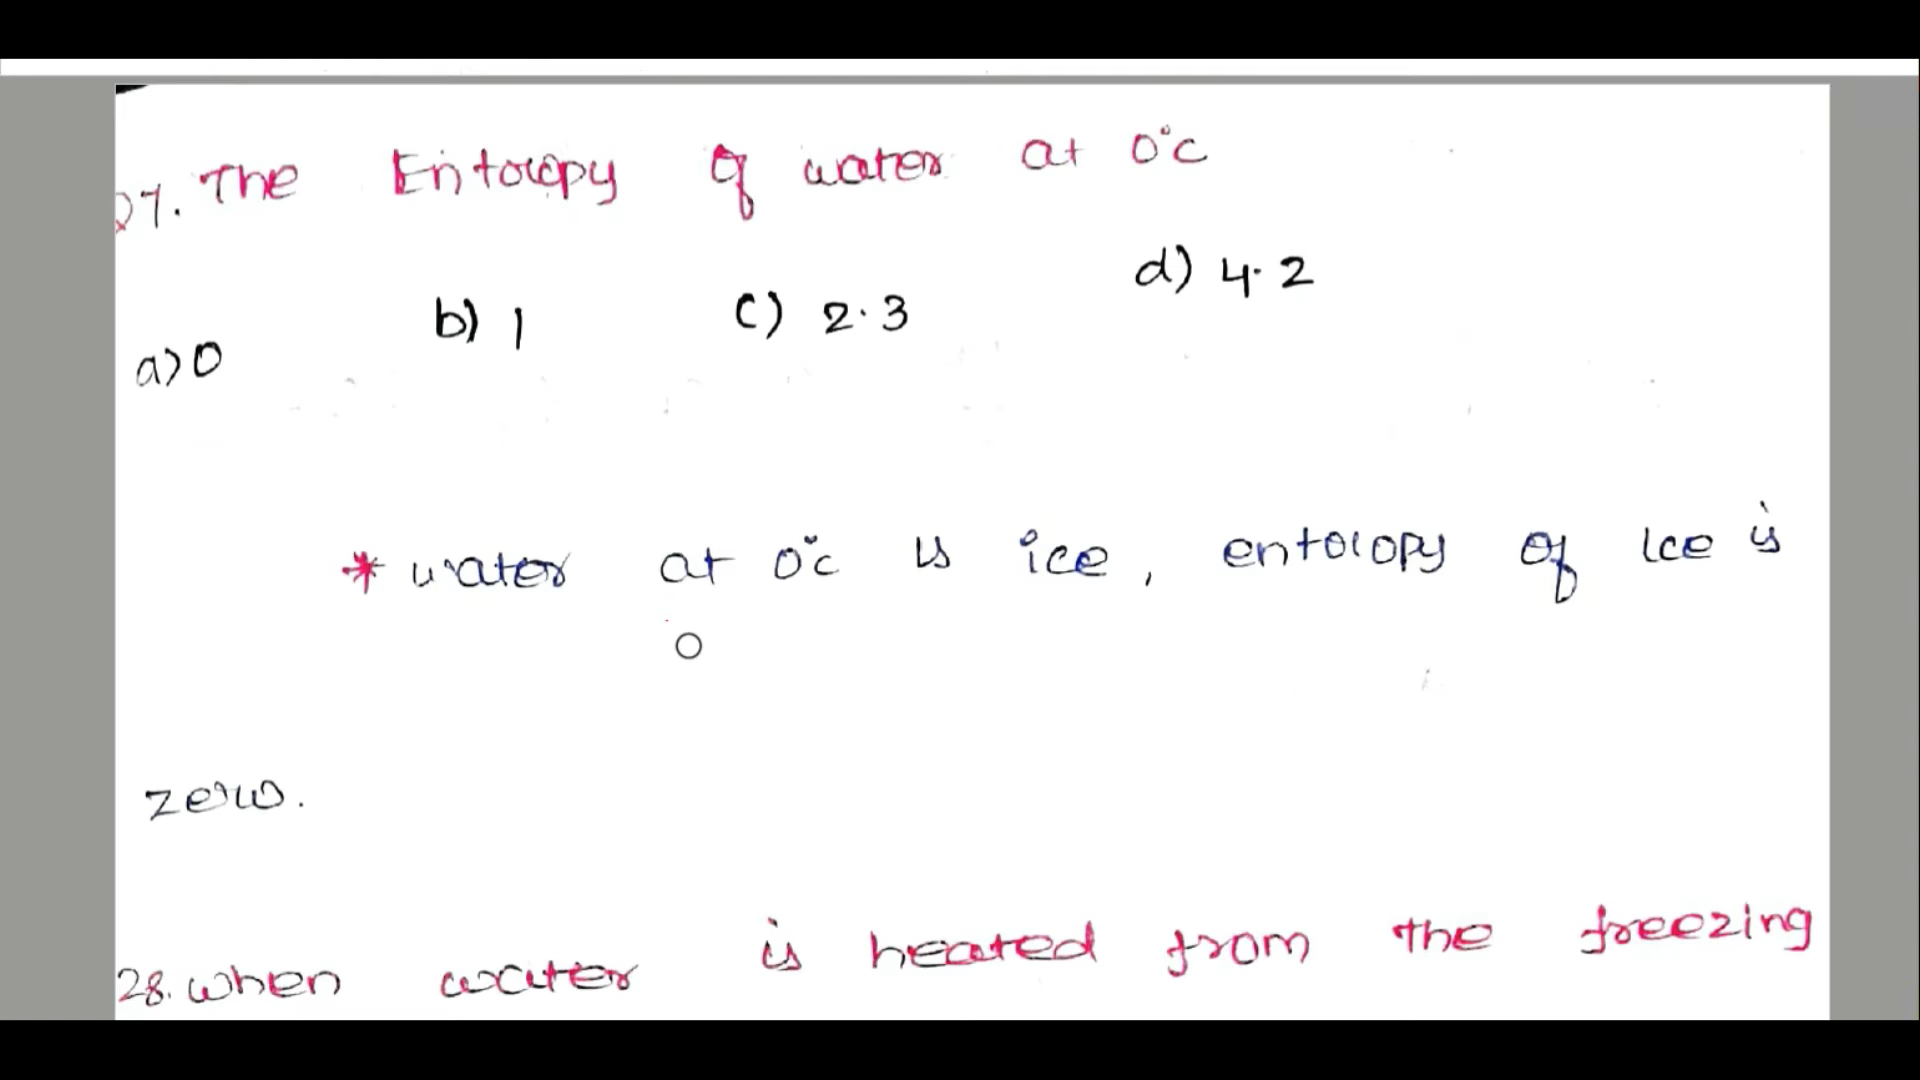 27. The Entropy of water at 0°C
a) 0 b) 1 c) 2.3 d) 4.2
* water at 0°C is ice, entropy of Ice is
zero.
28. when water is heated from the freezing